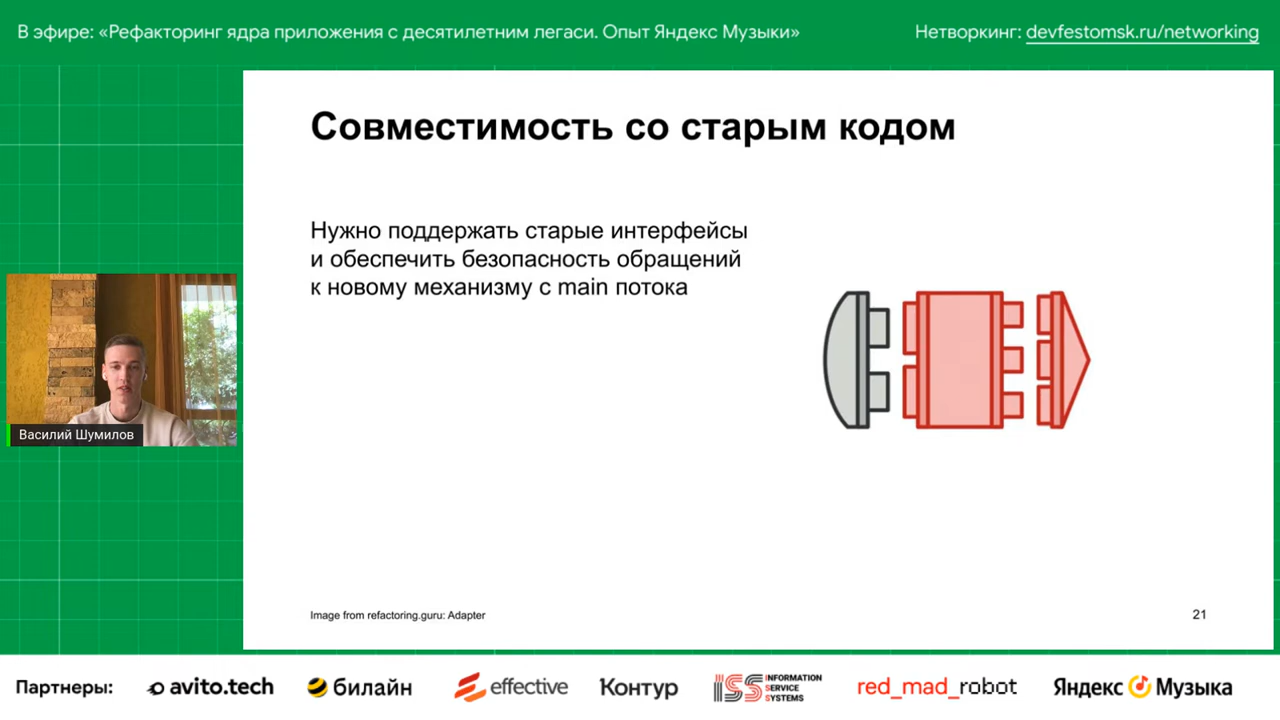 В эфире: «Рефакторинг ядра приложения с десятилетним легаси. Опыт Яндекс Музыки»
Нетворкинг: devfestomsk.ru/networking
Совместимость со старым кодом
Нужно поддержать старые интерфейсы
и обеспечить безопасность обращений
к новому механизму с main потока
Василий Шумилов
Image from refactoring.guru: Adapter
21
Партнеры:
avito.tech
билайн
effective
Контур
ISS INFORMATION
SERVICE
SYSTEMS
red_mad_robot
Яндекс Музыка